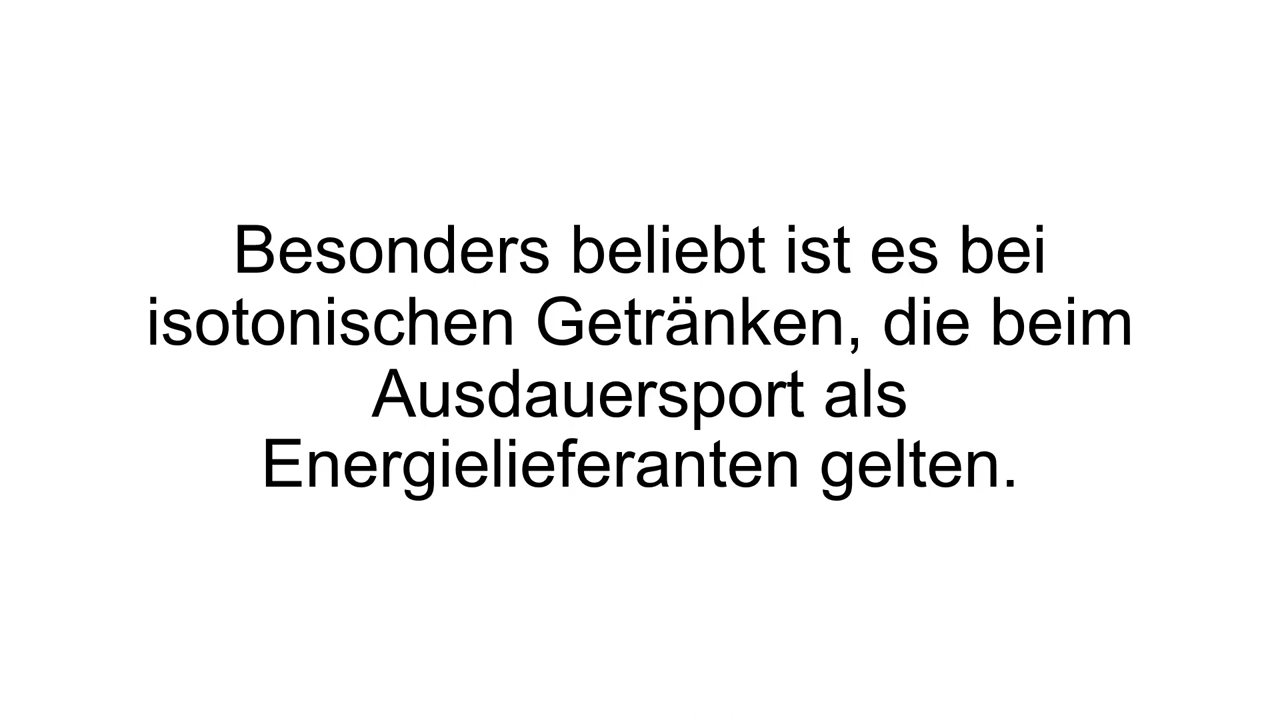 Besonders beliebt ist es bei
isotonischen Getränken, die beim
Ausdauersport als
Energielieferanten gelten.